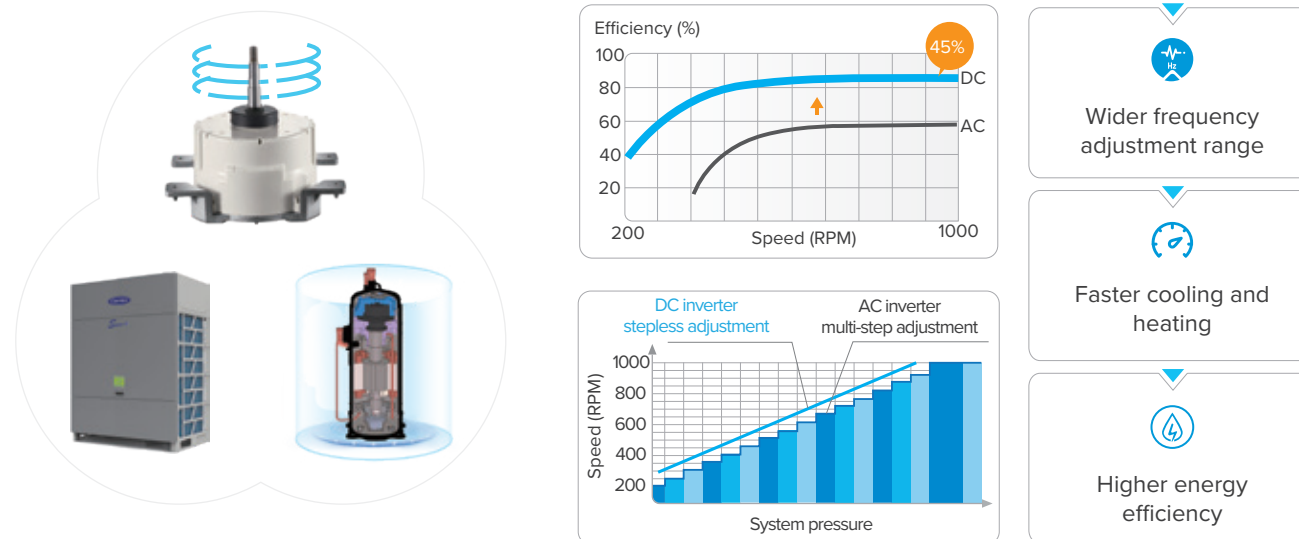 Efficiency (%)
100
80
60
40
20
200
Speed (RPM)
1000
45%
DC
AC
DC inverter
stepless adjustment
AC inverter
multi-step adjustment
Speed (RPM)
1000
800
600
400
200
System pressure
Hz
Wider frequency
adjustment range
Faster cooling and
heating
Higher energy
efficiency